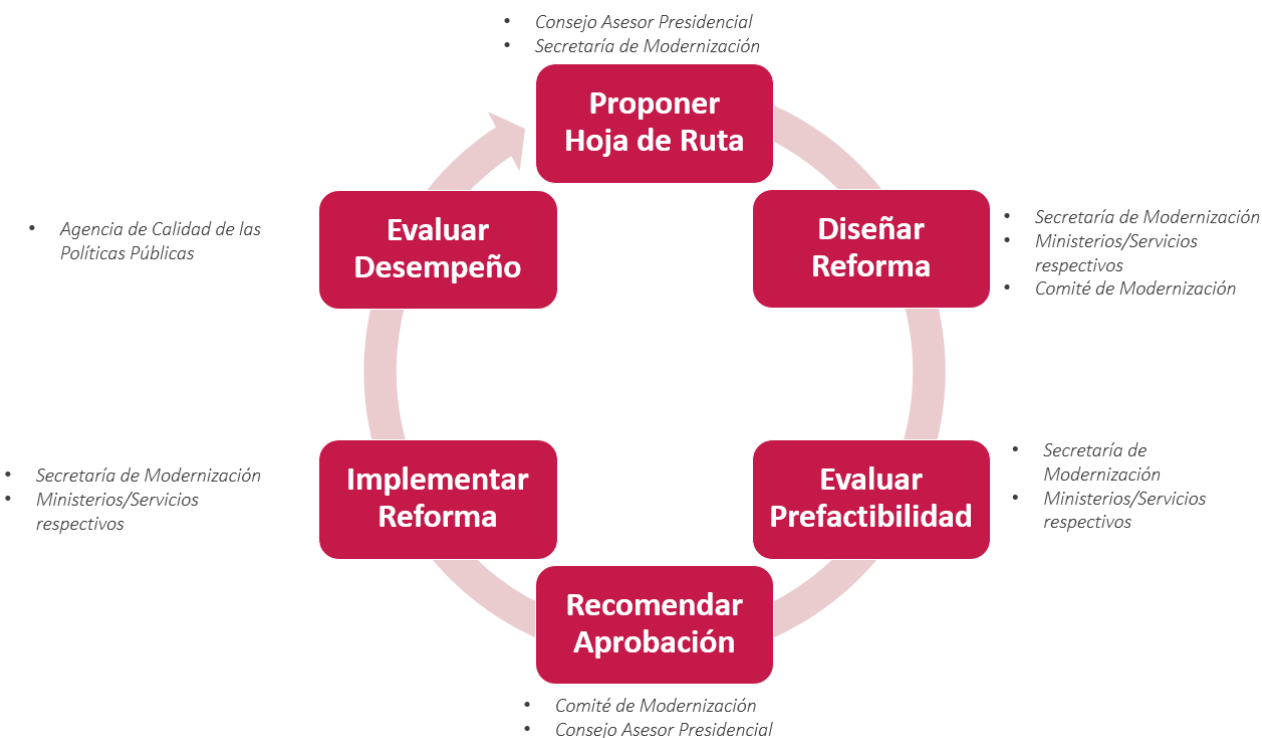 • Consejo Asesor Presidencial
• Secretaría de Modernización
Proponer
Hoja de Ruta
Diseñar
Reforma
• Secretaría de Modernización
• Ministerios/Servicios
respectivos
• Comité de Modernización
Evaluar
Prefactibilidad
• Secretaría de
Modernización
• Ministerios/Servicios
respectivos
Recomendar
Aprobación
• Comité de Modernización
• Consejo Asesor Presidencial
Implementar
Reforma
• Secretaría de Modernización
• Ministerios/Servicios
respectivos
Evaluar
Desempeño
• Agencia de Calidad de las
Políticas Públicas